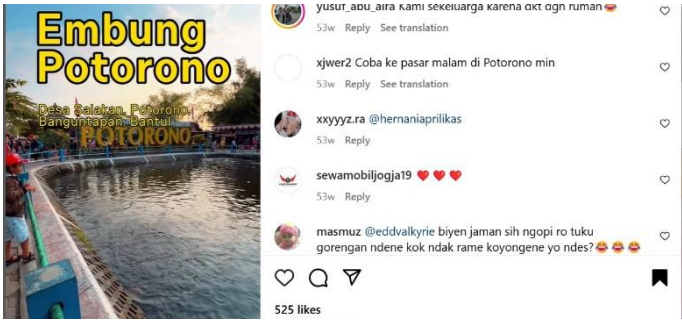 Embung
Potorono
Desa Salakan, Potorono,
Banguntapan, Bantul
POTORONO
yusuf_abu_aira Kami sekeluarga karena dkt dgn rumah😂
53w Reply See translation
xjwer2 Coba ke pasar malam di Potorono min
53w Reply See translation
xxyyyz.ra @hernaniaprilikas
53w Reply
sewamobiljogja19 ❤️ ❤️ ❤️
53w Reply
masmuz @eddvalkyrie biyen jaman sih ngopi ro tuku
gorengan ndene kok ndak rame koyongene yo ndes?😂😂😂
525 likes